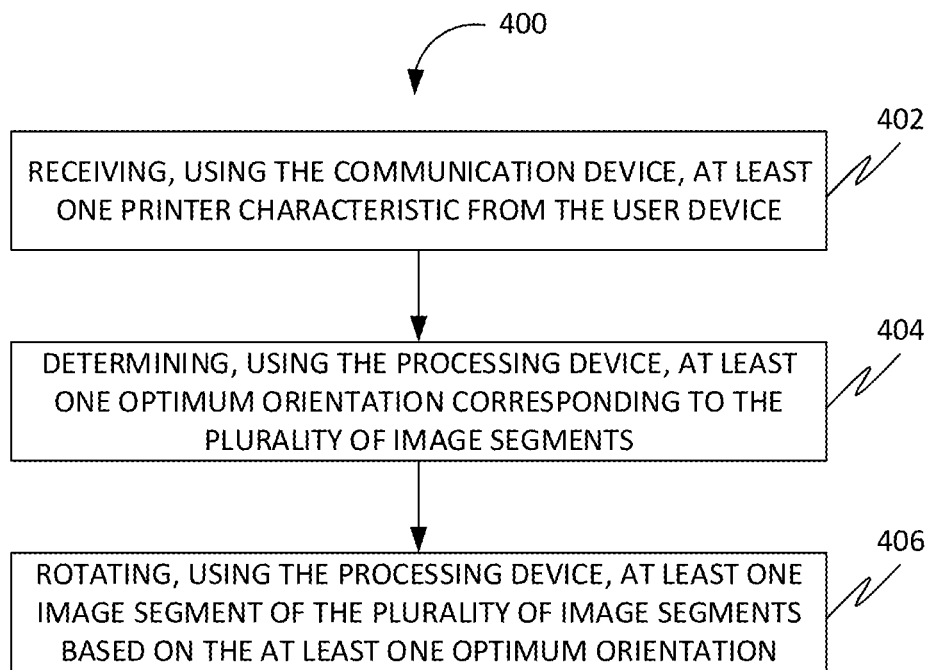 400
402
RECEIVING, USING THE COMMUNICATION DEVICE, AT LEAST
ONE PRINTER CHARACTERISTIC FROM THE USER DEVICE
404
DETERMINING, USING THE PROCESSING DEVICE, AT LEAST
ONE OPTIMUM ORIENTATION CORRESPONDING TO THE
PLURALITY OF IMAGE SEGMENTS
406
ROTATING, USING THE PROCESSING DEVICE, AT LEAST ONE
IMAGE SEGMENT OF THE PLURALITY OF IMAGE SEGMENTS
BASED ON THE AT LEAST ONE OPTIMUM ORIENTATION